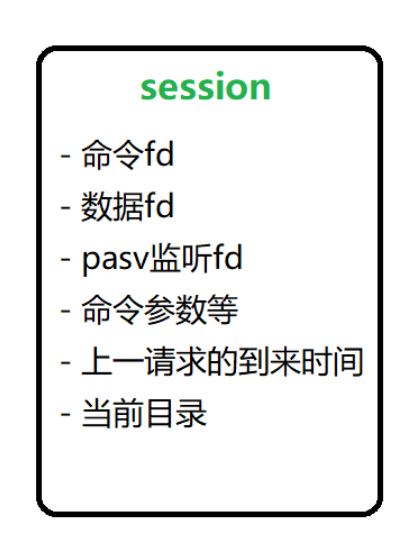 session
- 命令fd
- 数据fd
- pasv监听fd
- 命令参数等
- 上一请求的到来时间
- 当前目录